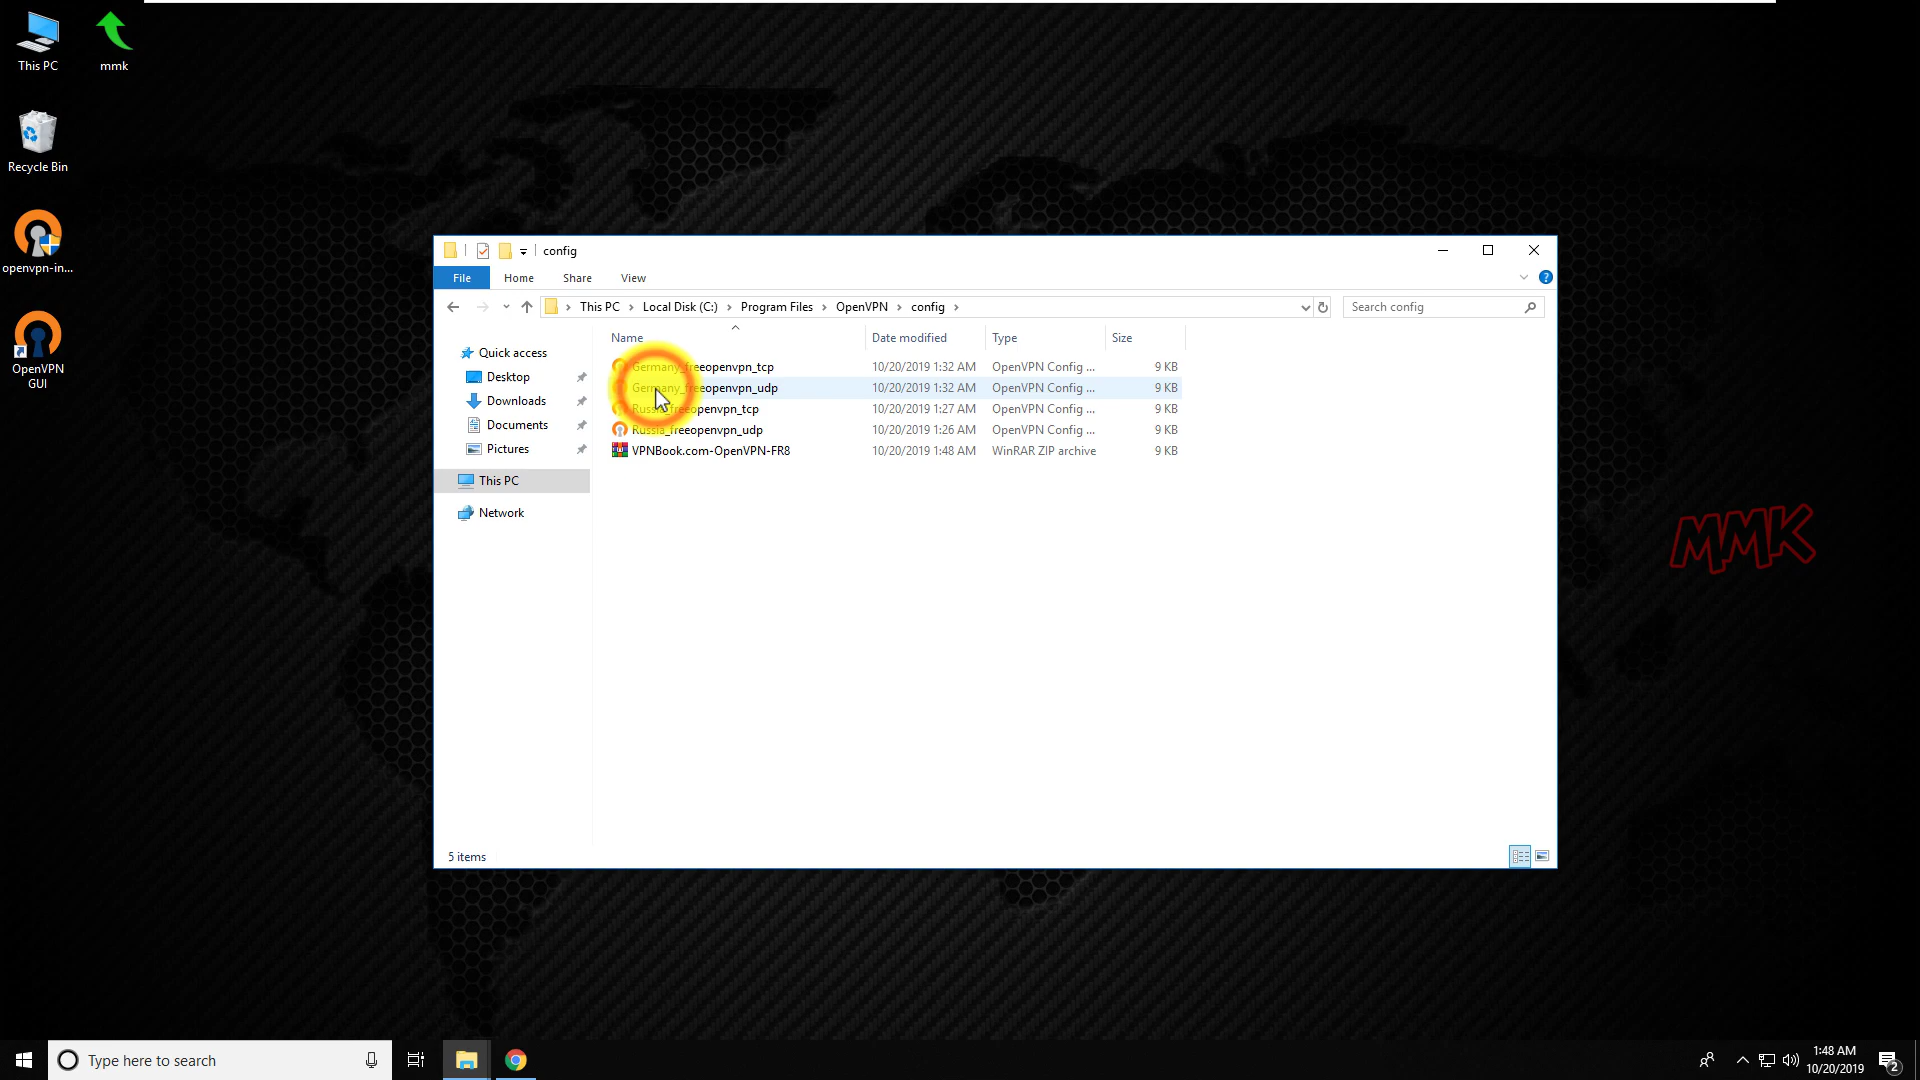 This PC
mmk
Recycle Bin
openvpn-in...
OpenVPN
GUI
config
File
Home
Share
View
This PC
Local Disk (C:)
Program Files
OpenVPN
config
Search config
Name
Date modified
Type
Size
Quick access
Desktop
Downloads
Documents
Pictures
This PC
Network
Germany_freeopenvpn_tcp 10/20/2019 1:32 AM OpenVPN Config ... 9 KB
Germany_freeopenvpn_udp 10/20/2019 1:32 AM OpenVPN Config ... 9 KB
Russia_freeopenvpn_tcp 10/20/2019 1:27 AM OpenVPN Config ... 9 KB
Russia_freeopenvpn_udp 10/20/2019 1:26 AM OpenVPN Config ... 9 KB
VPNBook.com-OpenVPN-FR8 10/20/2019 1:48 AM WinRAR ZIP archive 9 KB
5 items
MMK
Type here to search
1:48 AM
10/20/2019
2